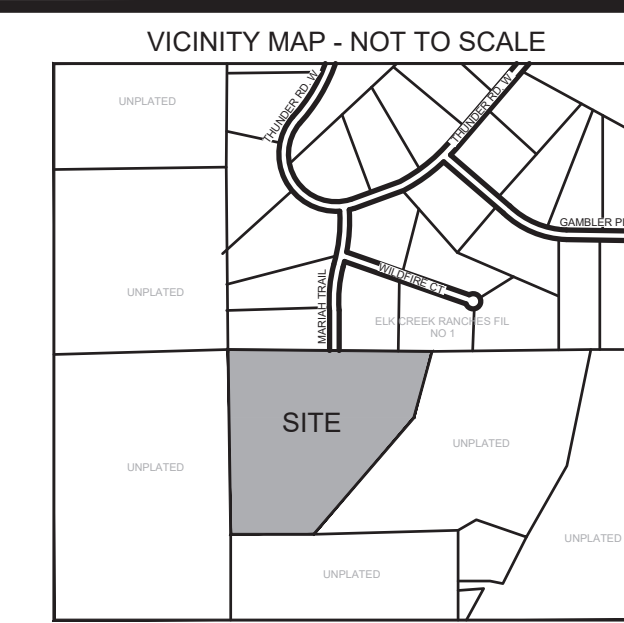 VICINITY MAP - NOT TO SCALE
UNPLATED
THUNDER RD. W
THUNDER RD. W
GAMBLER
WILDFIRE CT.
UNPLATED
MARIAH TRAIL
ELK CREEK RANCHES FIL
NO 1
SITE
UNPLATED
UNPLATED
UNPLATED
UNPLATED